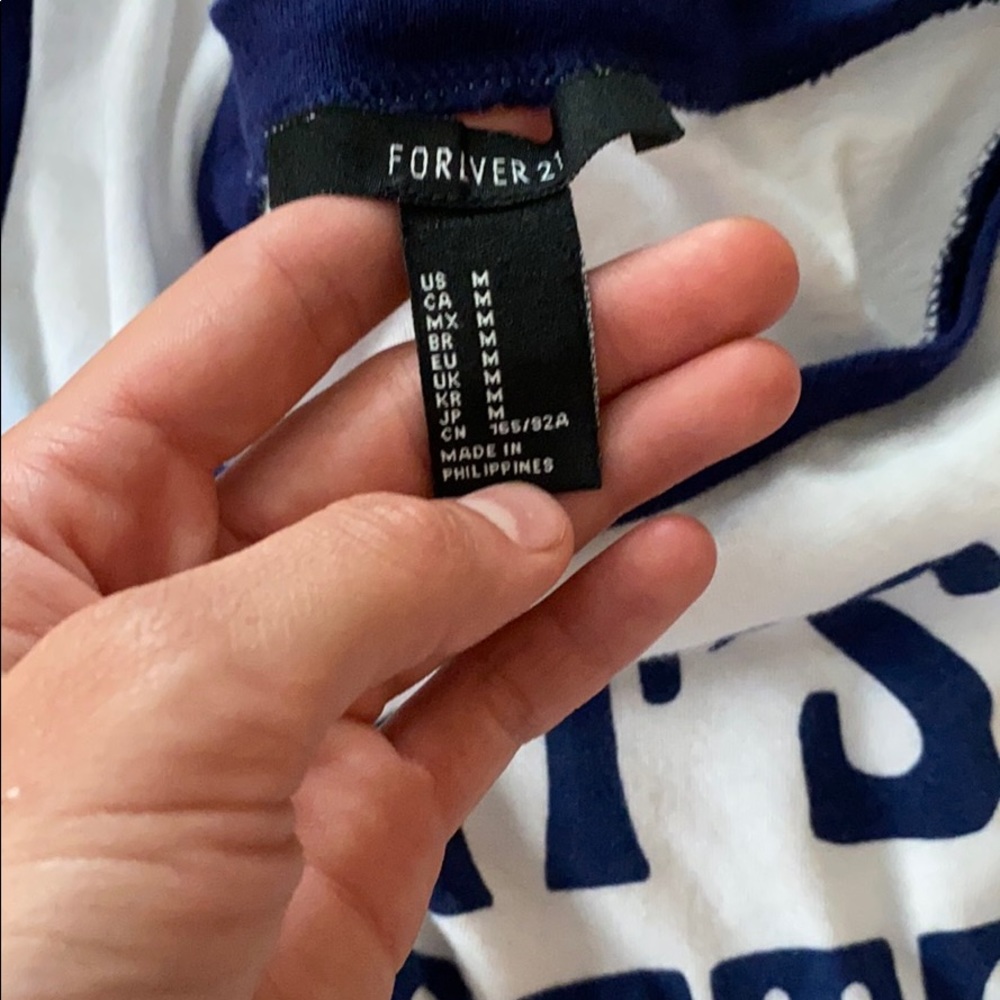 FOREVER 21
US M
CA M
MX M
BR M
EU M
UK M
KR M
JP M
CN 165/92A
MADE IN
PHILIPPINES